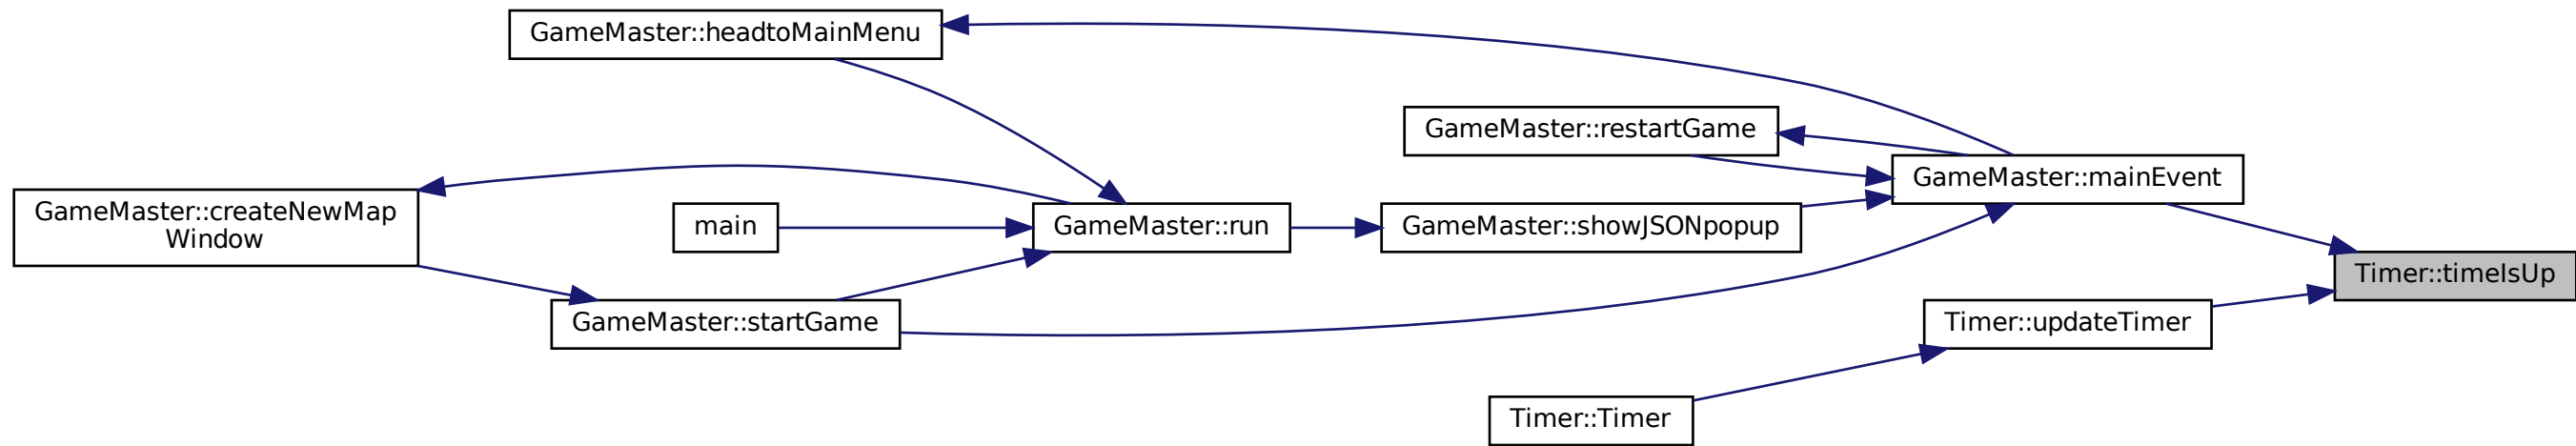 GameMaster::headtoMainMenu
GameMaster::restartGame
GameMaster::mainEvent
GameMaster::createNewMap
Window
main
GameMaster::run
GameMaster::showJSONpopup
Timer::timeIsUp
GameMaster::startGame
Timer::updateTimer
Timer::Timer